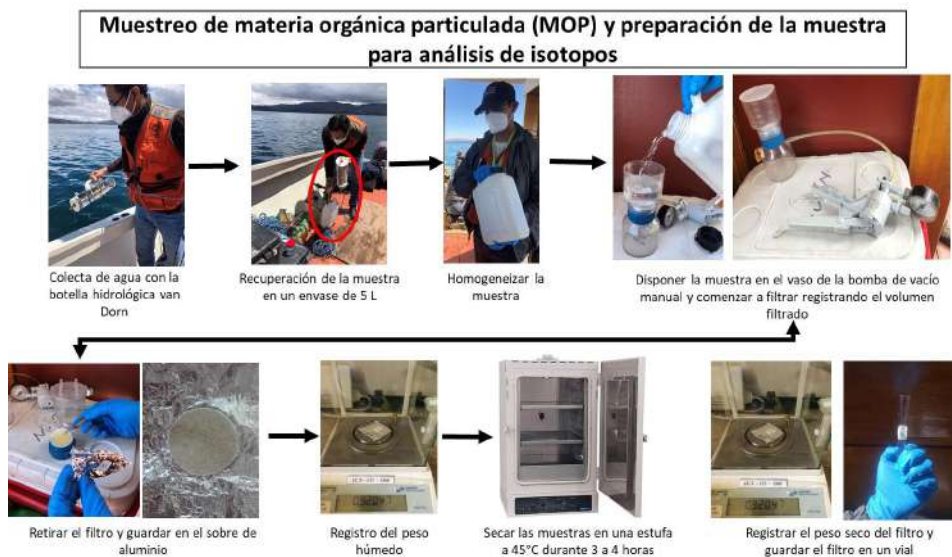 Muestreo de materia orgánica particulada (MOP) y preparación de la muestra
para análisis de isotopos
Colecta de agua con la
botella hidrológica van
Dorn
Recuperación de la muestra
en un envase de 5 L
Homogeneizar la
muestra
Disponer la muestra en el vaso de la bomba de vacío
manual y comenzar a filtrar registrando el volumen
filtrado
Retirar el filtro y guardar en el sobre de
aluminio
Registro del peso
húmedo
Secar las muestras en una estufa
a 45°C durante 3 a 4 horas
Registrar el peso seco del filtro y
guardar el filtro en un vial